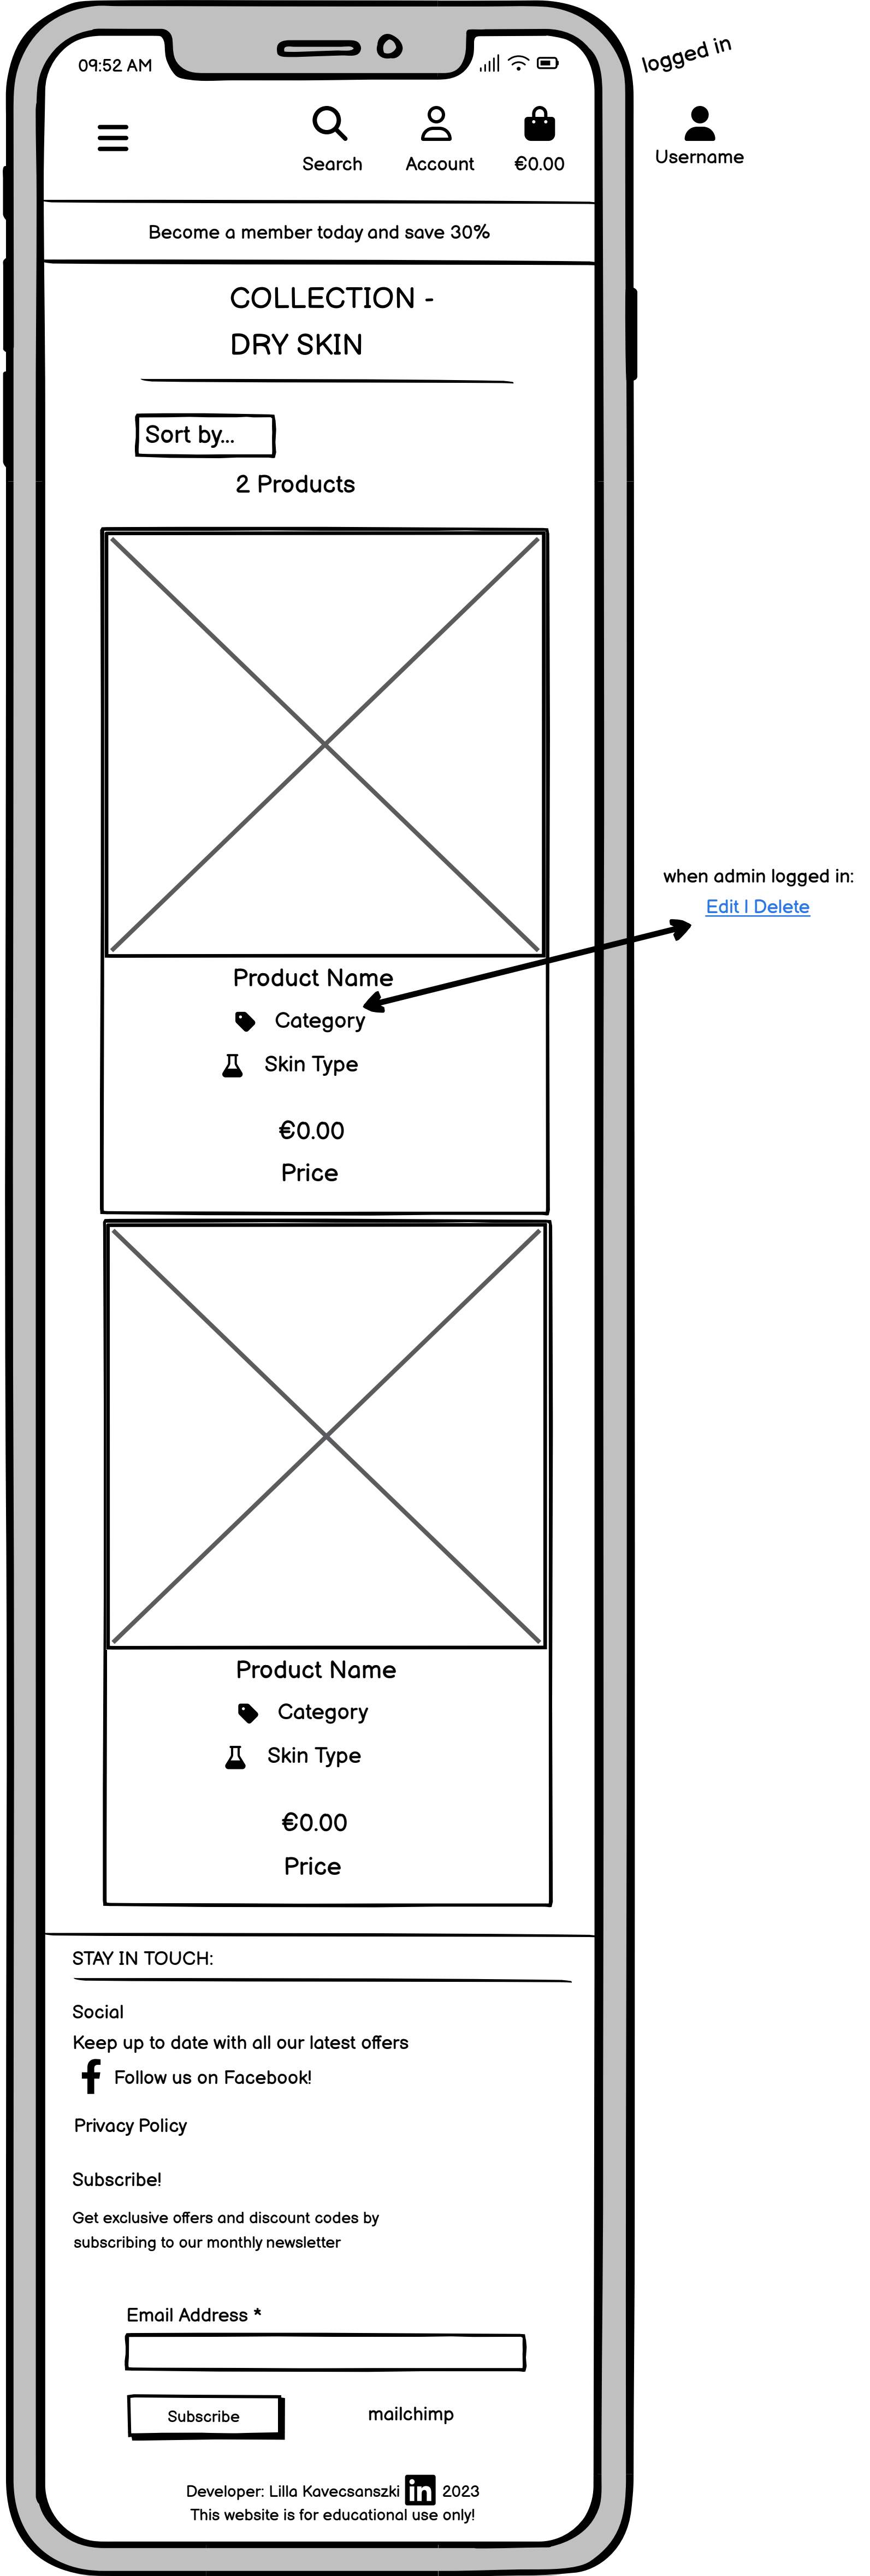 09:52 AM
logged in
Search
Account
€0.00
Username
Become a member today and save 30%
COLLECTION -
DRY SKIN
Sort by...
2 Products
when admin logged in:
Edit | Delete
Product Name
Category
Skin Type
€0.00
Price
Product Name
Category
Skin Type
€0.00
Price
STAY IN TOUCH:
Social
Keep up to date with all our latest offers
f Follow us on Facebook!
Privacy Policy
Subscribe!
Get exclusive offers and discount codes by
subscribing to our monthly newsletter
Email Address *
Subscribe
mailchimp
Developer: Lilla Kavecsanszki in 2023
This website is for educational use only!